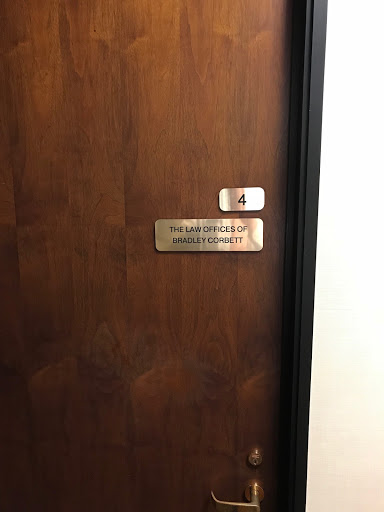 4
THE LAW OFFICES OF
BRADLEY CORBETT